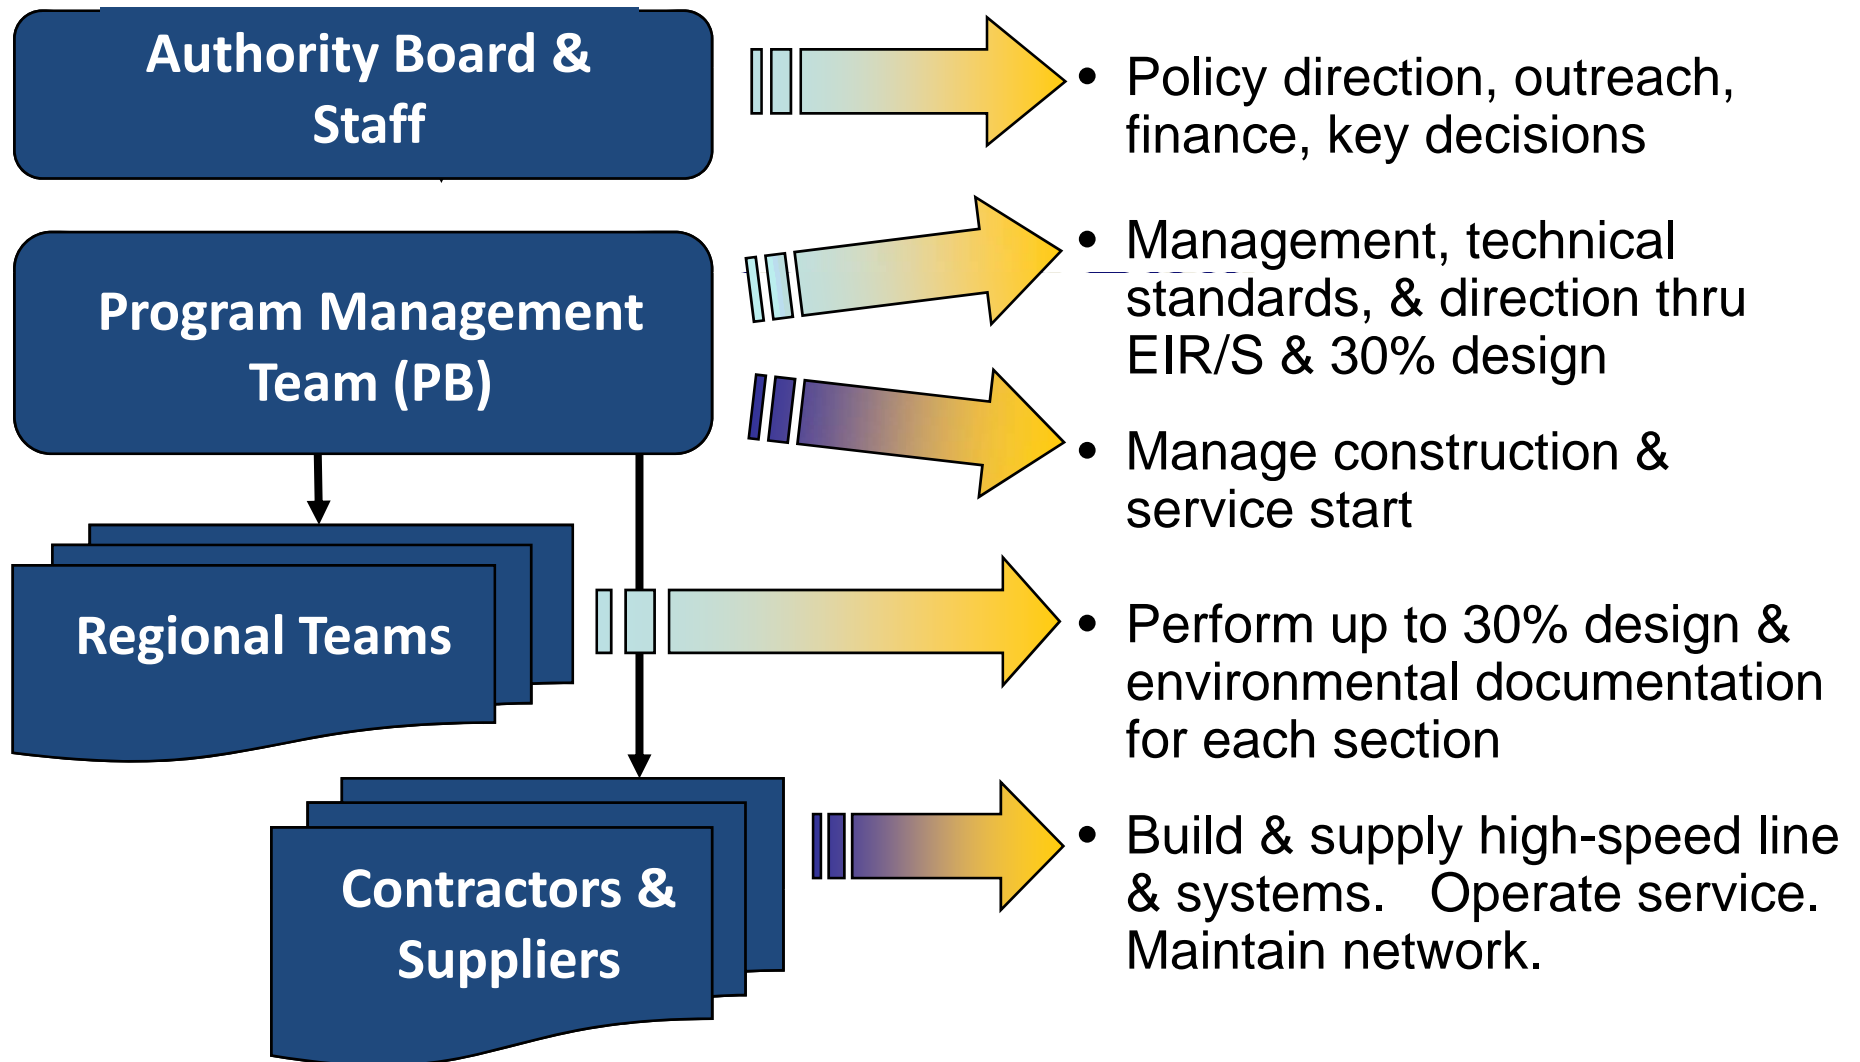 Authority Board &
Staff
• Policy direction, outreach,
finance, key decisions
Program Management
Team (PB)
• Management, technical
standards, & direction thru
EIR/S & 30% design
• Manage construction &
service start
Regional Teams
• Perform up to 30% design &
environmental documentation
for each section
Contractors &
Suppliers
• Build & supply high-speed line
& systems.   Operate service.
Maintain network.